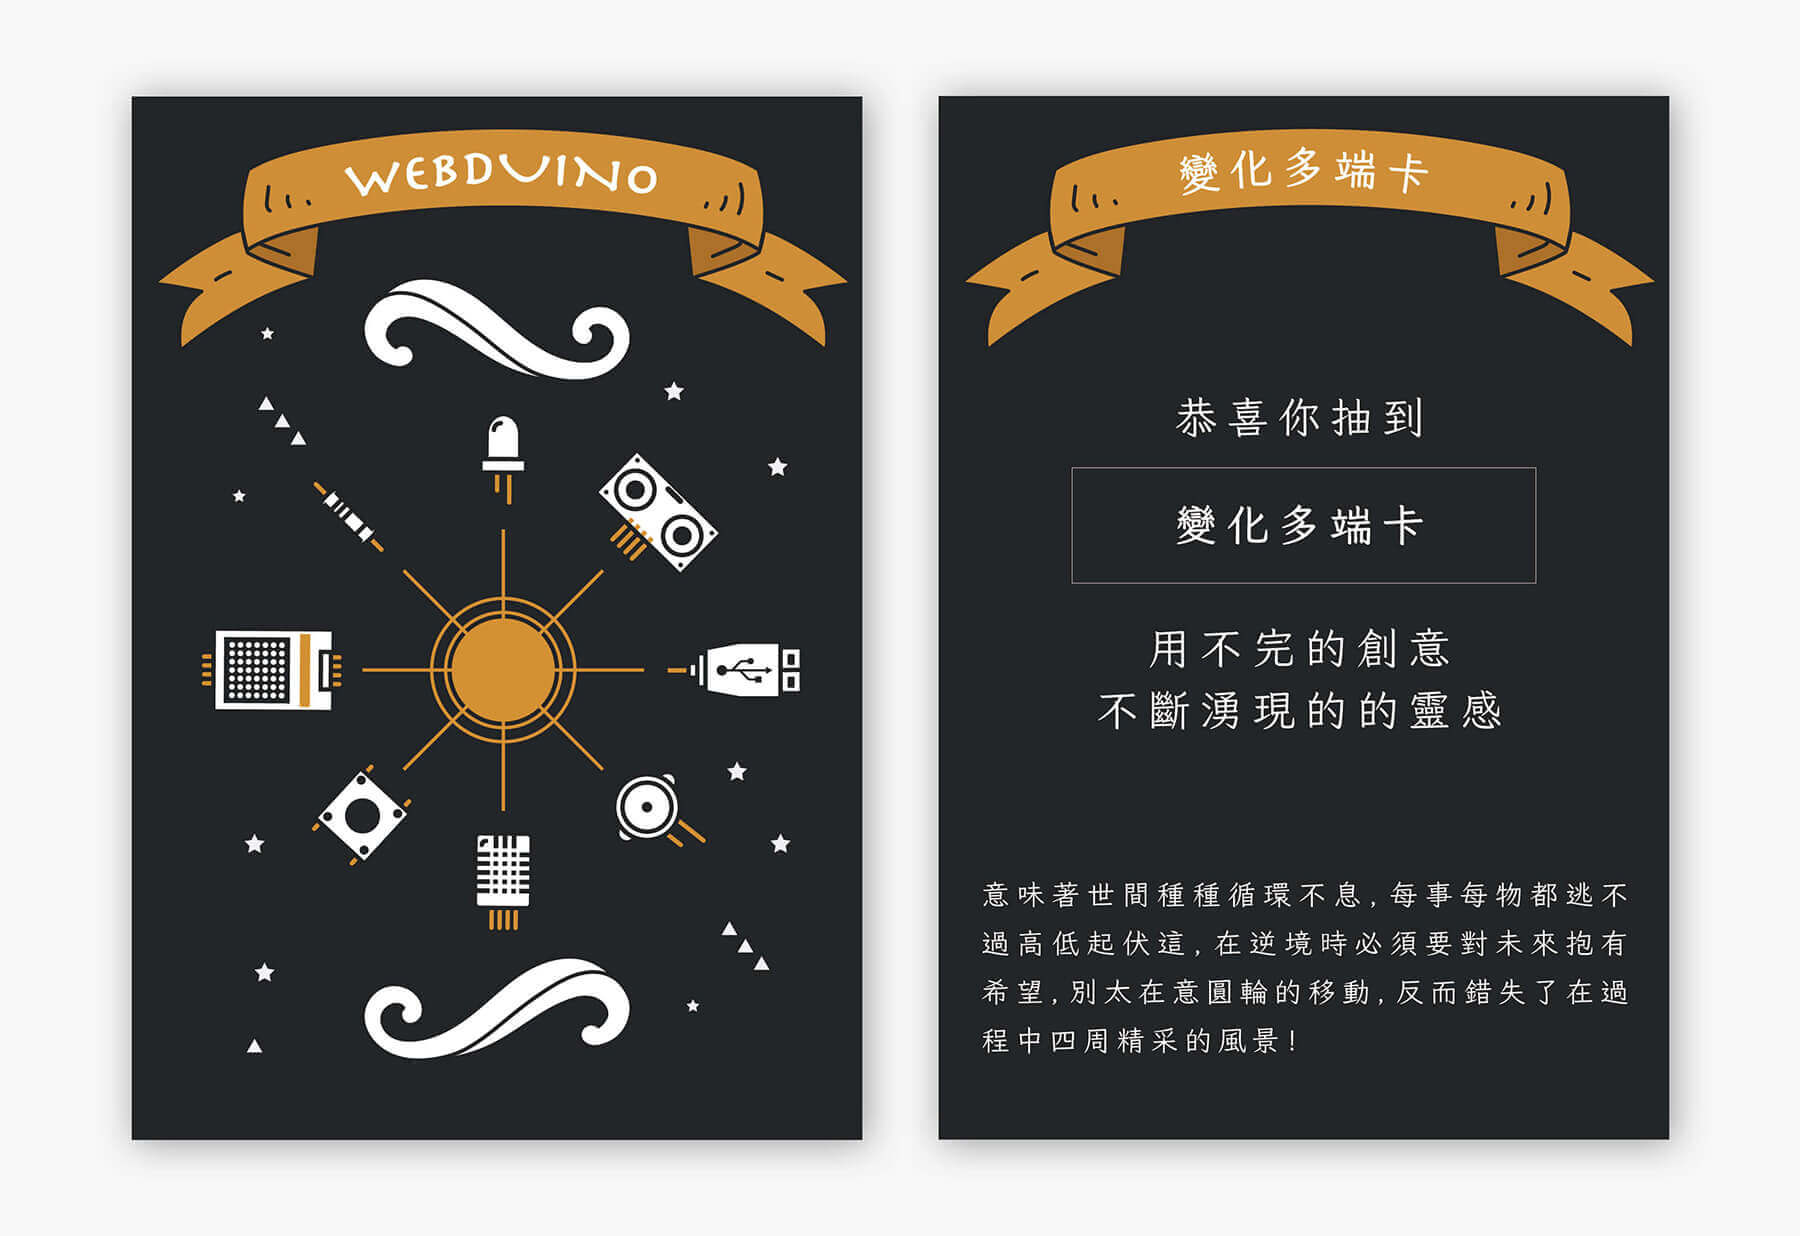 WEBDUINO
變化多端卡
恭喜你抽到
變化多端卡
用不完的創意
不斷湧現的的靈感
意味著世間種種循環不息,每事每物都逃不
過高低起伏這,在逆境時必須要對未來抱有
希望,別太在意圓輪的移動,反而錯失了在過
程中四周精采的風景!